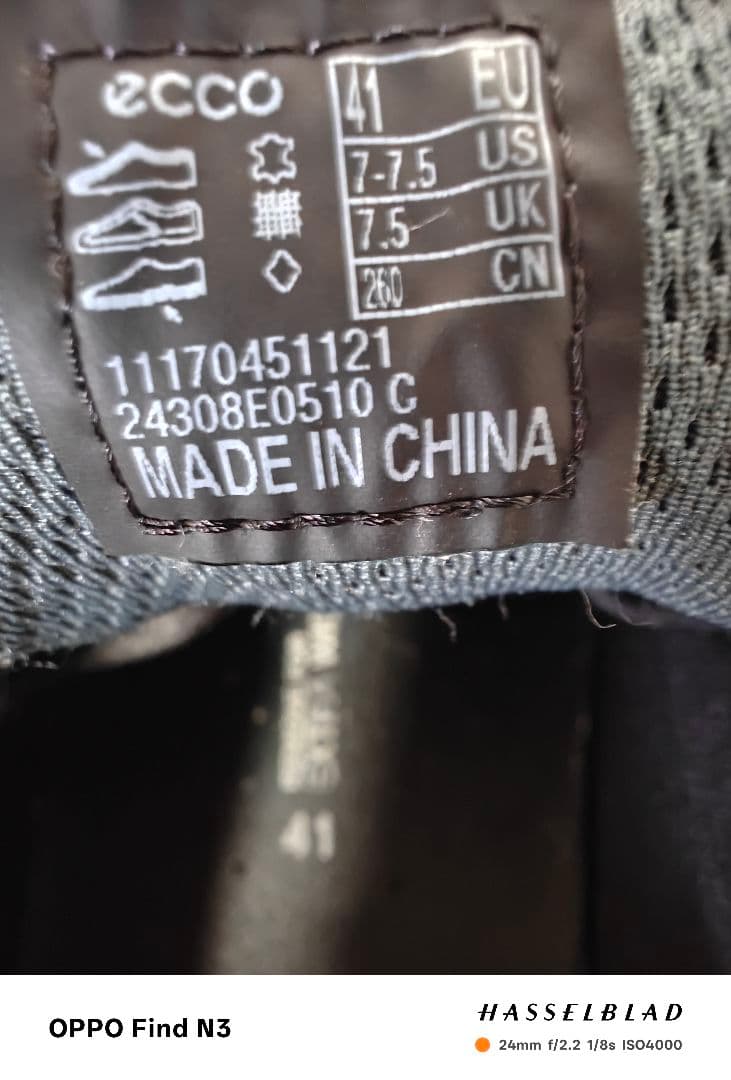 ecco
41 EU
7-7.5 US
7.5 UK
260 CN
11170451121
24308E0510 G
MADE IN CHINA
41
OPPO Find N3
HASSELBLAD
24mm f/2.2 1/8s ISO4000